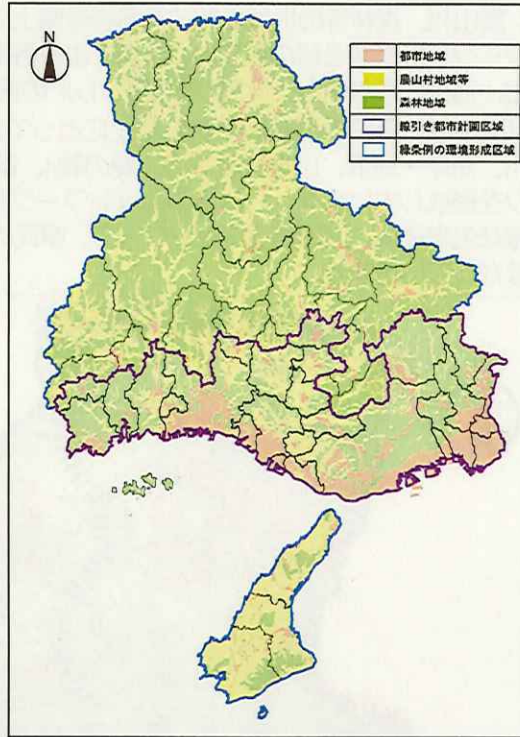 N
都市地域
農山村地域等
森林地域
線引き都市計画区域
緑条例の環境形成区域